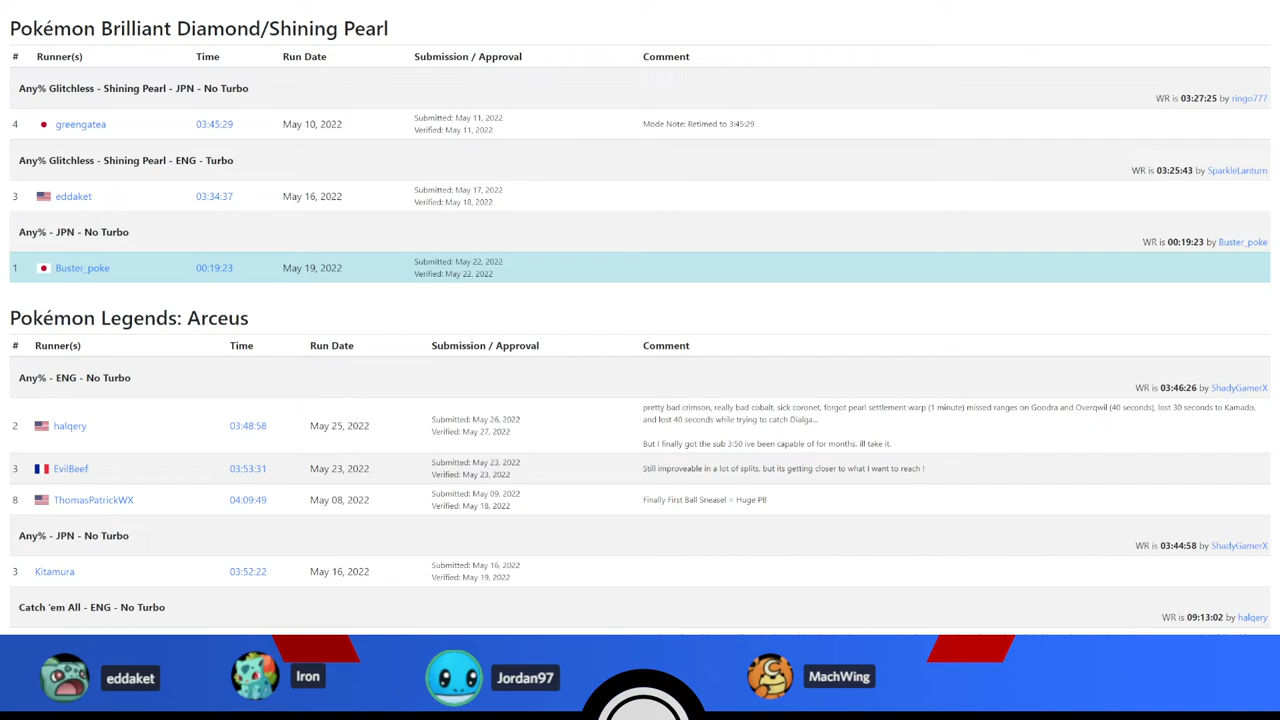 Pokémon Brilliant Diamond/Shining Pearl
# Runner(s) Time Run Date Submission / Approval Comment
Any% Glitchless - Shining Pearl - JPN - No Turbo
WR is 03:27:25 by ringo777
4 greengatea 03:45:29 May 10, 2022 Submitted: May 11, 2022 Mode Note: Retimed to 3:45:29
Verified: May 11, 2022
Any% Glitchless - Shining Pearl - ENG - Turbo
WR is 03:25:43 by SparkleLanturn
3 eddaket 03:34:37 May 16, 2022 Submitted: May 17, 2022
Verified: May 18, 2022
Any% - JPN - No Turbo
WR is 00:19:23 by Buster_poke
1 Buster_poke 00:19:23 May 19, 2022 Submitted: May 22, 2022
Verified: May 22, 2022
Pokémon Legends: Arceus
# Runner(s) Time Run Date Submission / Approval Comment
Any% - ENG - No Turbo
WR is 03:46:26 by ShadyGamerX
pretty bad crimson, really bad cobalt, sick coronet, forgot pearl settlement warp (1 minute) missed ranges on Goodra and Overqwil (40 seconds), lost 30 seconds to Kamado,
2 halqery 03:48:58 May 25, 2022 Submitted: May 26, 2022 and lost 40 seconds while trying to catch Dialga...
Verified: May 27, 2022
But I finally got the sub 3:50 ive been capable of for months. ill take it.
3 EvilBeef 03:53:31 May 23, 2022 Submitted: May 23, 2022 Still improveable in a lot of splits, but its getting closer to what I want to reach !
Verified: May 23, 2022
8 ThomasPatrickWX 04:09:49 May 08, 2022 Submitted: May 09, 2022 Finally First Ball Sneasel = Huge PB
Verified: May 18, 2022
Any% - JPN - No Turbo
WR is 03:44:58 by ShadyGamerX
3 Kitamura 03:52:22 May 16, 2022 Submitted: May 16, 2022
Verified: May 19, 2022
Catch 'em All - ENG - No Turbo
WR is 09:13:02 by halqery
eddaket Iron Jordan97 MachWing